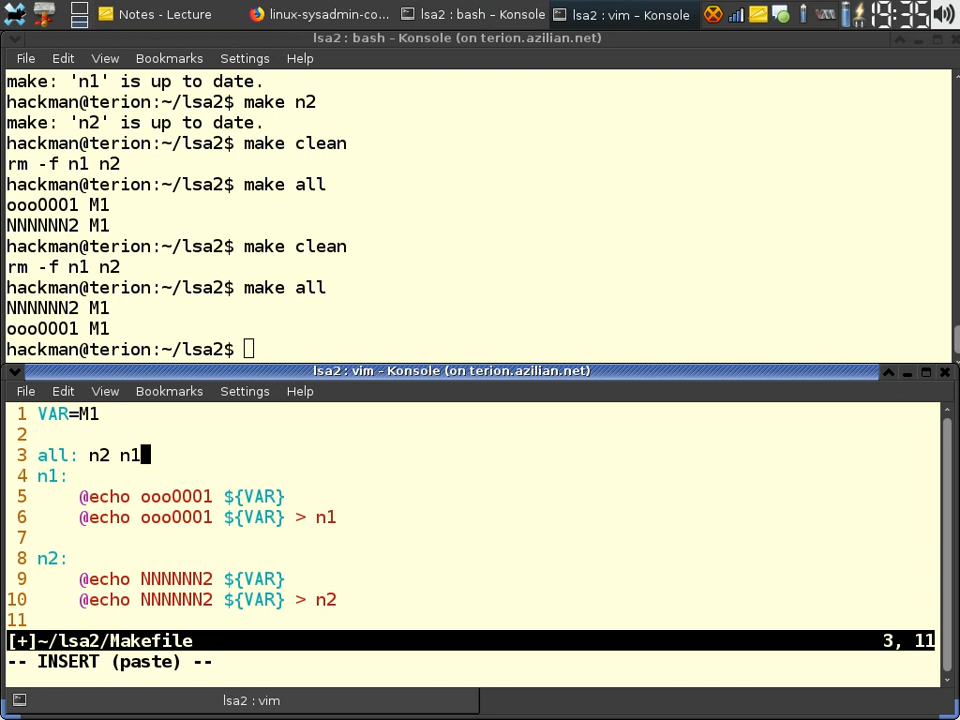 Notes - Lecture
linux-sysadmin-co...
lsa2 : bash – Konsole
lsa2 : vim – Konsole
19:35
lsa2 : bash – Konsole (on terion.azilian.net)
File Edit View Bookmarks Settings Help
make: 'n1' is up to date.
hackman@terion:~/lsa2$ make n2
make: 'n2' is up to date.
hackman@terion:~/lsa2$ make clean
rm -f n1 n2
hackman@terion:~/lsa2$ make all
ooo0001 M1
NNNNNN2 M1
hackman@terion:~/lsa2$ make clean
rm -f n1 n2
hackman@terion:~/lsa2$ make all
NNNNNN2 M1
ooo0001 M1
hackman@terion:~/lsa2$
lsa2 : vim – Konsole (on terion.azilian.net)
File Edit View Bookmarks Settings Help
1 VAR=M1
2
3 all: n2 n1
4 n1:
5 @echo ooo0001 ${VAR}
6 @echo ooo0001 ${VAR} > n1
7
8 n2:
9 @echo NNNNNN2 ${VAR}
10 @echo NNNNNN2 ${VAR} > n2
11
[+]~/lsa2/Makefile 3, 11
-- INSERT (paste) --
lsa2 : vim